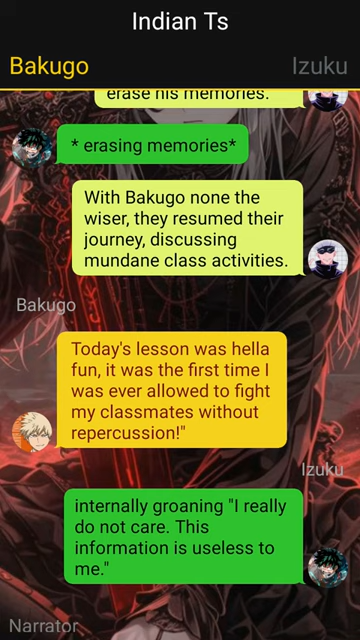 Indian Ts
Bakugo
Izuku
erase his memories.
* erasing memories*
With Bakugo none the
wiser, they resumed their
journey, discussing
mundane class activities.
Bakugo
Today's lesson was hella
fun, it was the first time I
was ever allowed to fight
my classmates without
repercussion!"
Izuku
internally groaning "I really
do not care. This
information is useless to
me."
Narrator